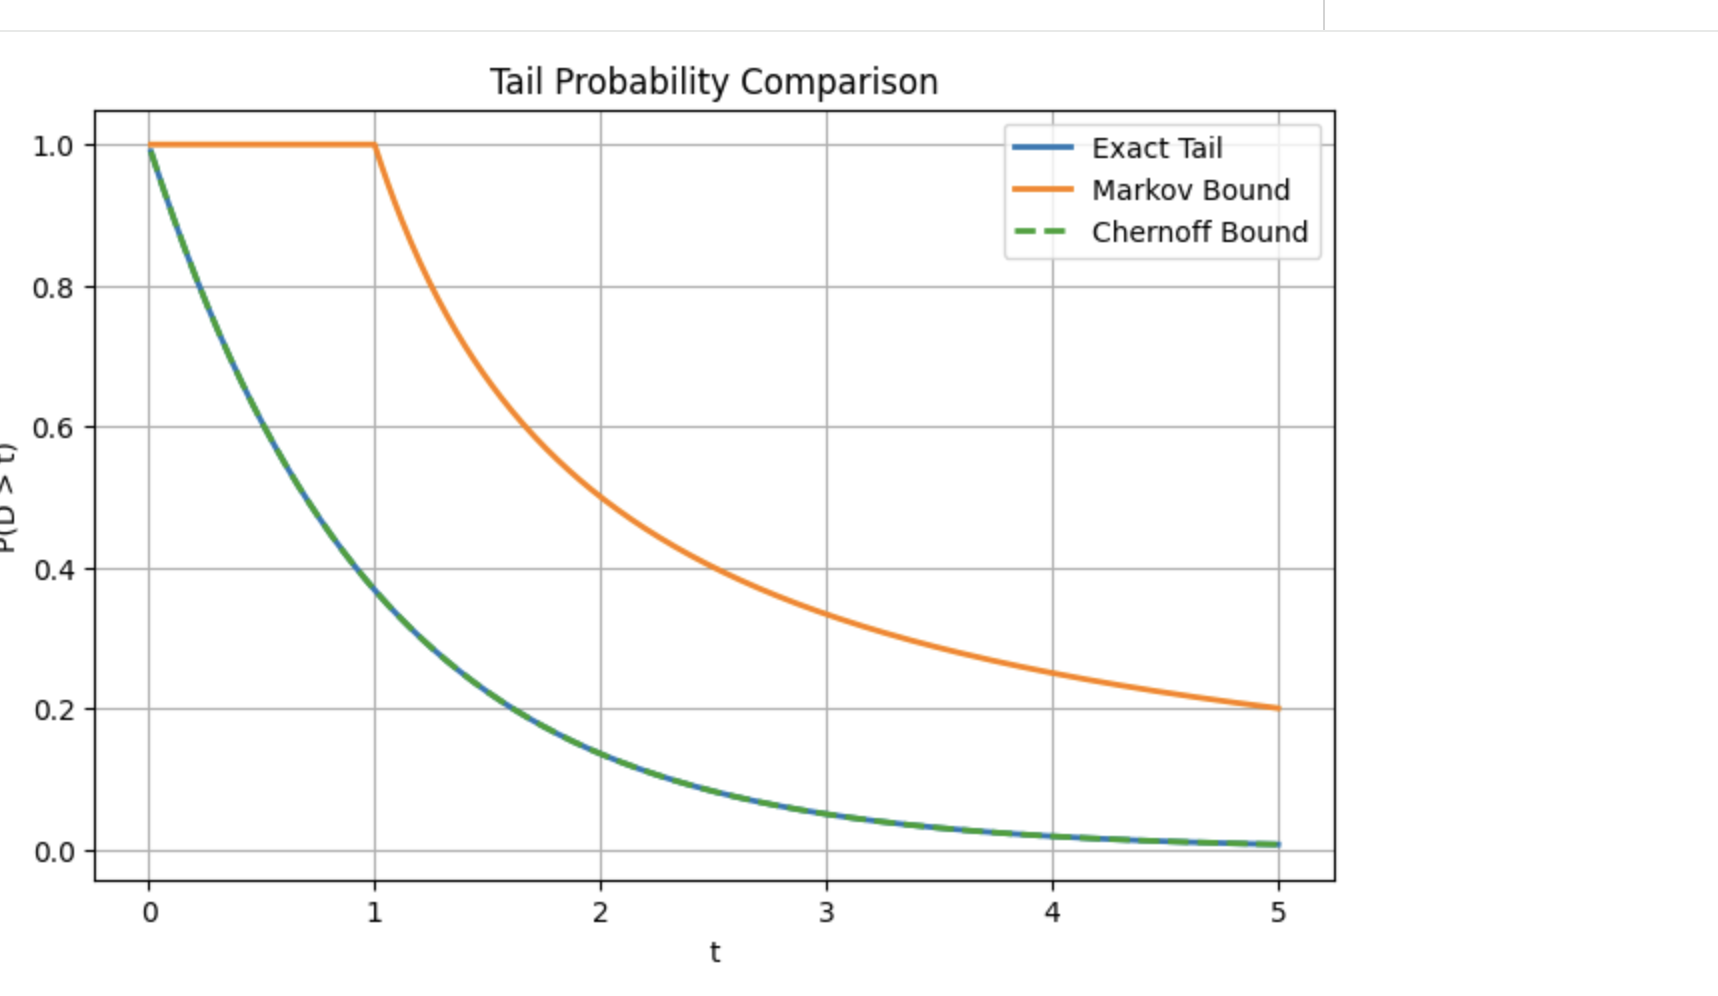 Tail Probability Comparison
Exact Tail
Markov Bound
Chernoff Bound
1.0
0.8
0.6
0.4
0.2
0.0
P(D > t)
0 1 2 3 4 5
t